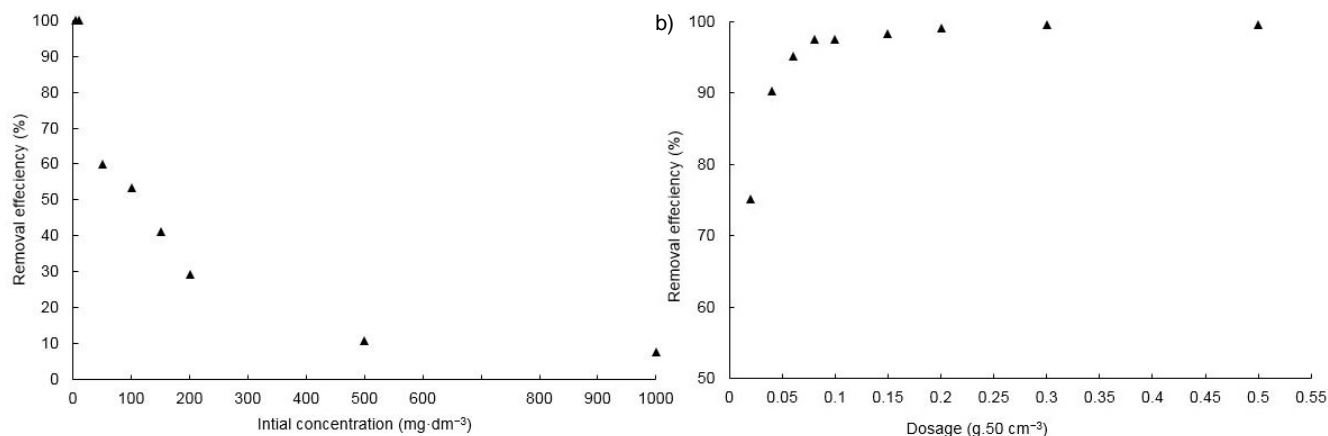 100
90
80
70
60
50
40
30
20
10
0
Removal effeciency (%)
0 100 200 300 400 500 600 800 900 1000
Intial concentration (mg·dm⁻³)
b)
100
90
80
70
60
50
Removal effeciency (%)
0 0.05 0.1 0.15 0.2 0.25 0.3 0.35 0.4 0.45 0.5 0.55
Dosage (g.50 cm⁻³)